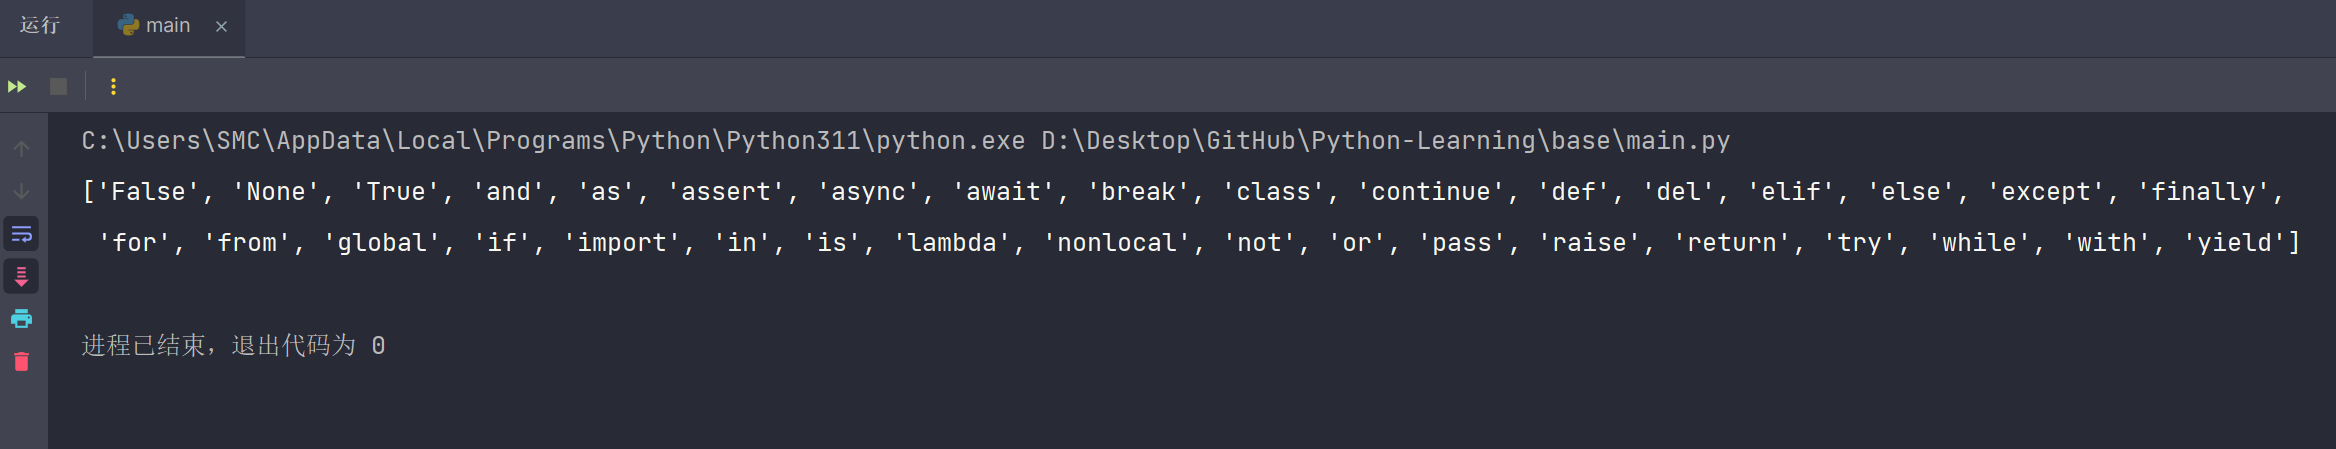 运行 main ×
C:\Users\SMC\AppData\Local\Programs\Python\Python311\python.exe D:\Desktop\GitHub\Python-Learning\base\main.py
['False', 'None', 'True', 'and', 'as', 'assert', 'async', 'await', 'break', 'class', 'continue', 'def', 'del', 'elif', 'else', 'except', 'finally',
'for', 'from', 'global', 'if', 'import', 'in', 'is', 'lambda', 'nonlocal', 'not', 'or', 'pass', 'raise', 'return', 'try', 'while', 'with', 'yield']
进程已结束，退出代码为 0